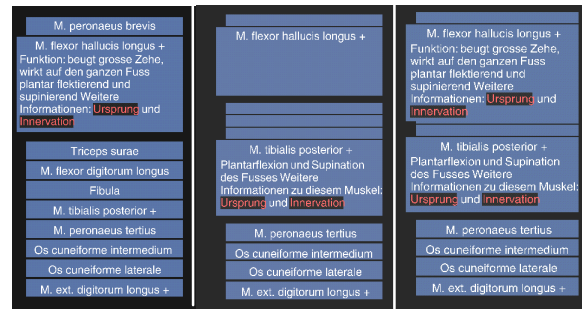 M. peronaeus brevis
M. flexor hallucis longus +
Funktion: beugt grosse Zehe,
wirkt auf den ganzen Fuss
plantar flektierend und
supinierend Weitere
Informationen: Ursprung und
Innervation
Triceps surae
M. flexor digitorum longus
Fibula
M. tibialis posterior +
M. peronaeus tertius
Os cuneiforme intermedium
Os cuneiforme laterale
M. ext. digitorum longus +
M. flexor hallucis longus +
M. tibialis posterior +
Plantarflexion und Supination
des Fusses Weitere
Informationen zu diesem Muskel:
Ursprung und Innervation
M. peronaeus tertius
Os cuneiforme intermedium
Os cuneiforme laterale
M. ext. digitorum longus +
M. flexor hallucis longus +
Funktion: beugt grosse Zehe,
wirkt auf den ganzen Fuss
plantar flektierend und
supinierend Weitere
Informationen: Ursprung und
Innervation
M. tibialis posterior +
Plantarflexion und Supination
des Fusses Weitere
Informationen zu diesem Muskel:
Ursprung und Innervation
M. peronaeus tertius
Os cuneiforme intermedium
Os cuneiforme laterale
M. ext. digitorum longus +